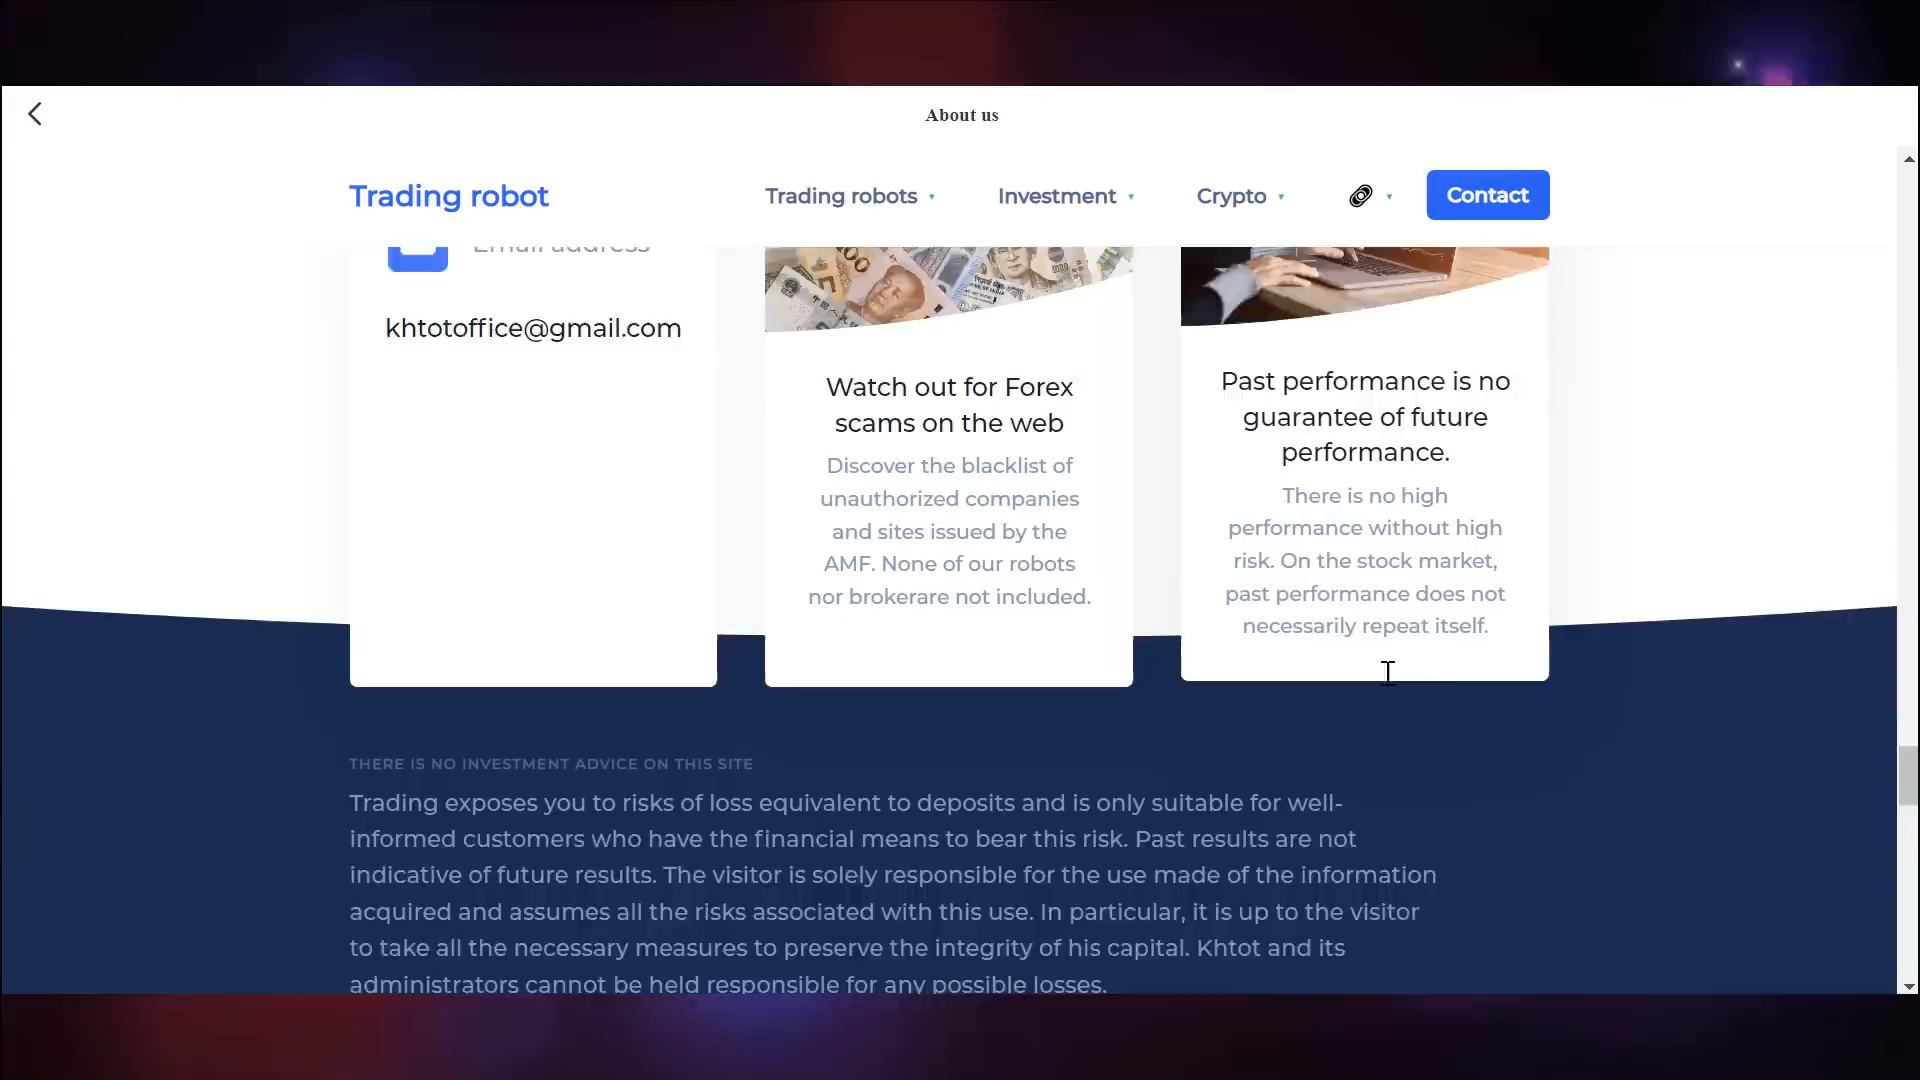 About us
Trading robot
Trading robots
Investment
Crypto
Contact
Email address
khtotoffice@gmail.com
Watch out for Forex
scams on the web
Discover the blacklist of
unauthorized companies
and sites issued by the
AMF. None of our robots
nor brokerare not included.
Past performance is no
guarantee of future
performance.
There is no high
performance without high
risk. On the stock market,
past performance does not
necessarily repeat itself.
THERE IS NO INVESTMENT ADVICE ON THIS SITE
Trading exposes you to risks of loss equivalent to deposits and is only suitable for well-
informed customers who have the financial means to bear this risk. Past results are not
indicative of future results. The visitor is solely responsible for the use made of the information
acquired and assumes all the risks associated with this use. In particular, it is up to the visitor
to take all the necessary measures to preserve the integrity of his capital. Khtot and its
administrators cannot be held responsible for any possible losses.